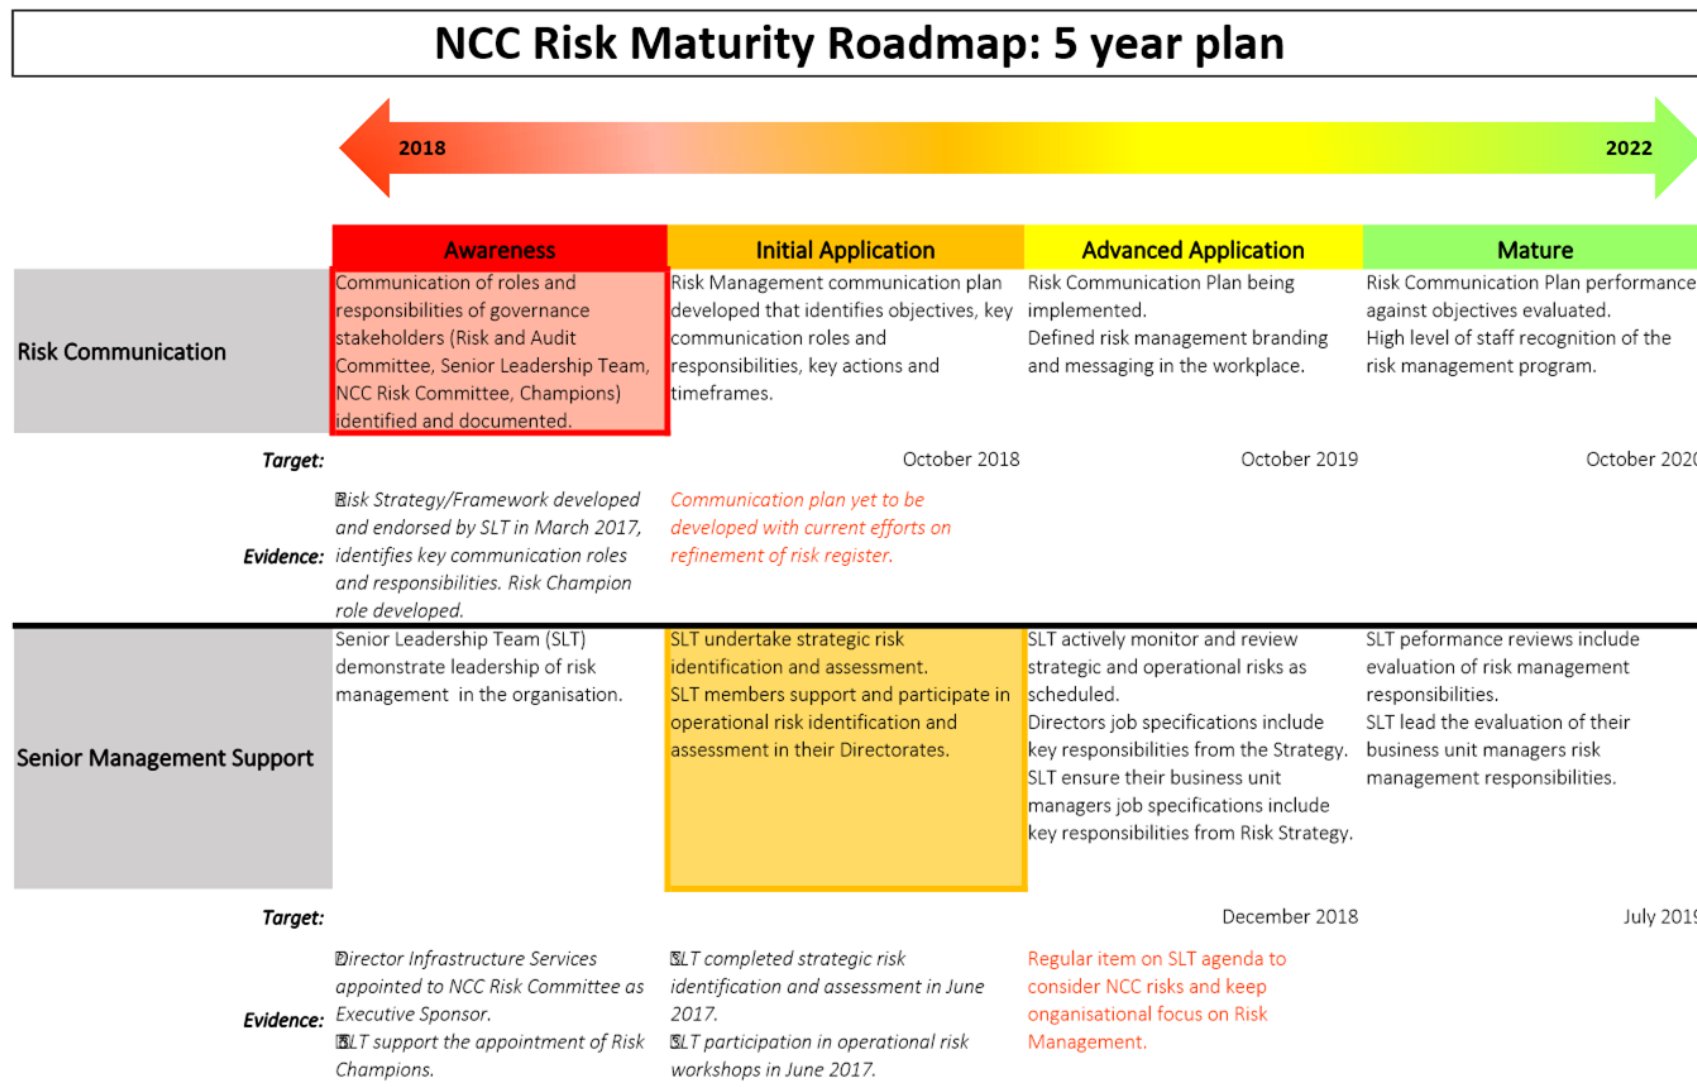 NCC Risk Maturity Roadmap: 5 year plan
2018
2022
Awareness
Initial Application
Advanced Application
Mature
Risk Communication
Communication of roles and
responsibilities of governance
stakeholders (Risk and Audit
Committee, Senior Leadership Team,
NCC Risk Committee, Champions)
identified and documented.
Risk Management communication plan
developed that identifies objectives, key
communication roles and
responsibilities, key actions and
timeframes.
Risk Communication Plan being
implemented.
Defined risk management branding
and messaging in the workplace.
Risk Communication Plan performance
against objectives evaluated.
High level of staff recognition of the
risk management program.
Target:
October 2018
October 2019
October 2020
Evidence:
Risk Strategy/Framework developed
and endorsed by SLT in March 2017,
identifies key communication roles
and responsibilities. Risk Champion
role developed.
Communication plan yet to be
developed with current efforts on
refinement of risk register.
Senior Management Support
Senior Leadership Team (SLT)
demonstrate leadership of risk
management in the organisation.
SLT undertake strategic risk
identification and assessment.
SLT members support and participate in
operational risk identification and
assessment in their Directorates.
SLT actively monitor and review
strategic and operational risks as
scheduled.
Directors job specifications include
key responsibilities from the Strategy.
SLT ensure their business unit
managers job specifications include
key responsibilities from Risk Strategy.
SLT peformance reviews include
evaluation of risk management
responsibilities.
SLT lead the evaluation of their
business unit managers risk
management responsibilities.
Target:
December 2018
July 2019
Evidence:
Director Infrastructure Services
appointed to NCC Risk Committee as
Executive Sponsor.
SLT support the appointment of Risk
Champions.
SLT completed strategic risk
identification and assessment in June
2017.
SLT participation in operational risk
workshops in June 2017.
Regular item on SLT agenda to
consider NCC risks and keep
onganisational focus on Risk
Management.